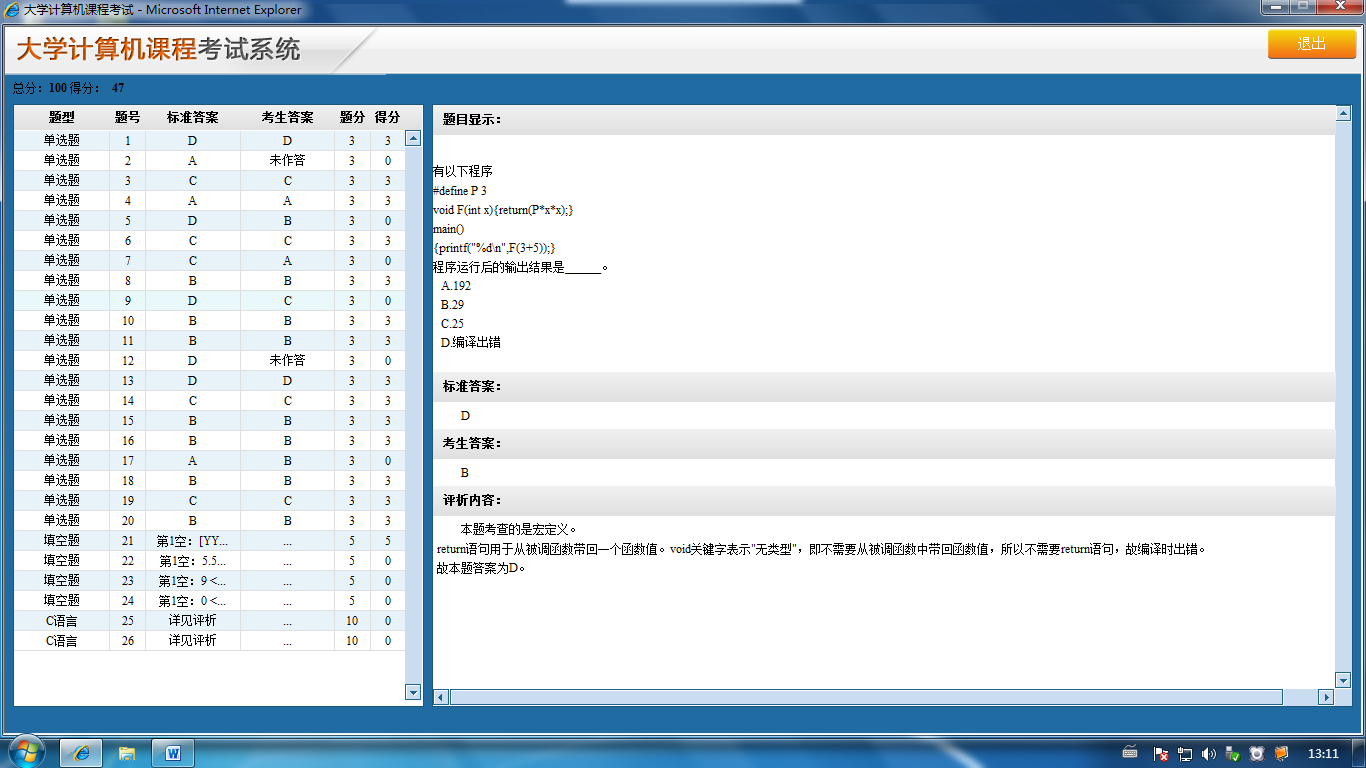 大学计算机课程考试 - Microsoft Internet Explorer
大学计算机课程考试系统
退出
总分：100 得分： 47
题型 题号 标准答案 考生答案 题分 得分
单选题 1 D D 3 3
单选题 2 A 未作答 3 0
单选题 3 C C 3 3
单选题 4 A A 3 3
单选题 5 D B 3 0
单选题 6 C C 3 3
单选题 7 C A 3 0
单选题 8 B B 3 3
单选题 9 D C 3 0
单选题 10 B B 3 3
单选题 11 B B 3 3
单选题 12 D 未作答 3 0
单选题 13 D D 3 3
单选题 14 C C 3 3
单选题 15 B B 3 3
单选题 16 B B 3 3
单选题 17 A B 3 0
单选题 18 B B 3 3
单选题 19 C C 3 3
单选题 20 B B 3 3
填空题 21 第1空：[YY... ... 5 5
填空题 22 第1空：5.5... ... 5 0
填空题 23 第1空：9 <... ... 5 0
填空题 24 第1空：0 <... ... 5 0
C语言 25 详见评析 ... 10 0
C语言 26 详见评析 ... 10 0
题目显示：
有以下程序
#define P 3
void F(int x){return(P*x*x);}
main()
{printf("%d\n",F(3+5));}
程序运行后的输出结果是______。
A.192
B.29
C.25
D.编译出错
标准答案：
D
考生答案：
B
评析内容：
本题考查的是宏定义。
return语句用于从被调函数带回一个函数值。void关键字表示"无类型"，即不需要从被调函数中带回函数值，所以不需要return语句，故编译时出错。
故本题答案为D。
13:11